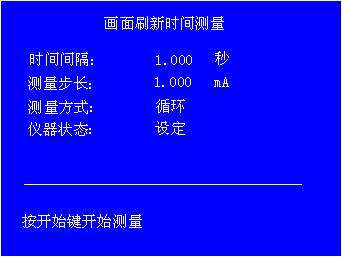 画面刷新时间测量
时间间隔： 1.000 秒
测量步长： 1.000 mA
测量方式： 循环
仪器状态： 设定
按开始键开始测量